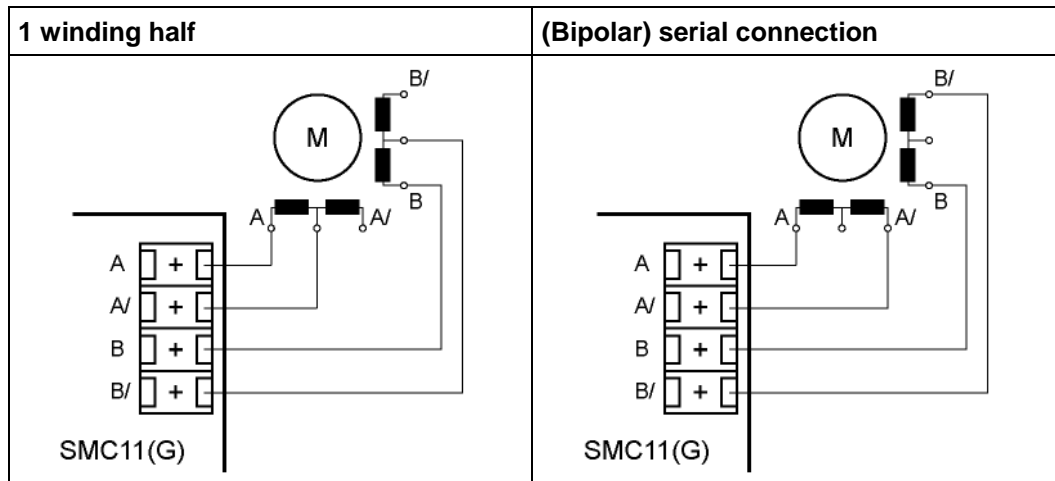 1 winding half
(Bipolar) serial connection
B/
M
B
A
A/
A +
A/ +
B +
B/ +
SMC11(G)
B/
M
B
A
A/
A +
A/ +
B +
B/ +
SMC11(G)